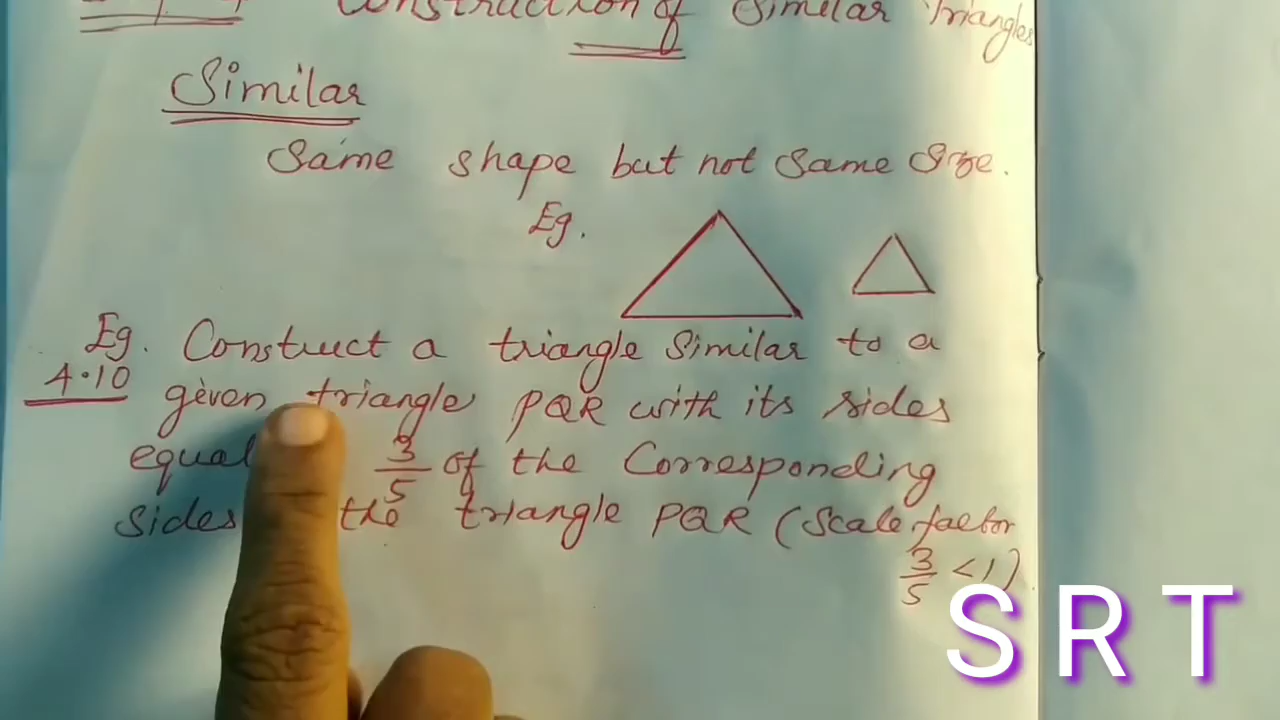 Construction of Similar Triangles
Similar
Same shape but not same size.
Eg.
Eg. Construct a triangle similar to a
4.10 given triangle PQR with its sides
equal 3/5 of the Corresponding
sides the triangle PQR (scale factor
3/5 <1)
SRT